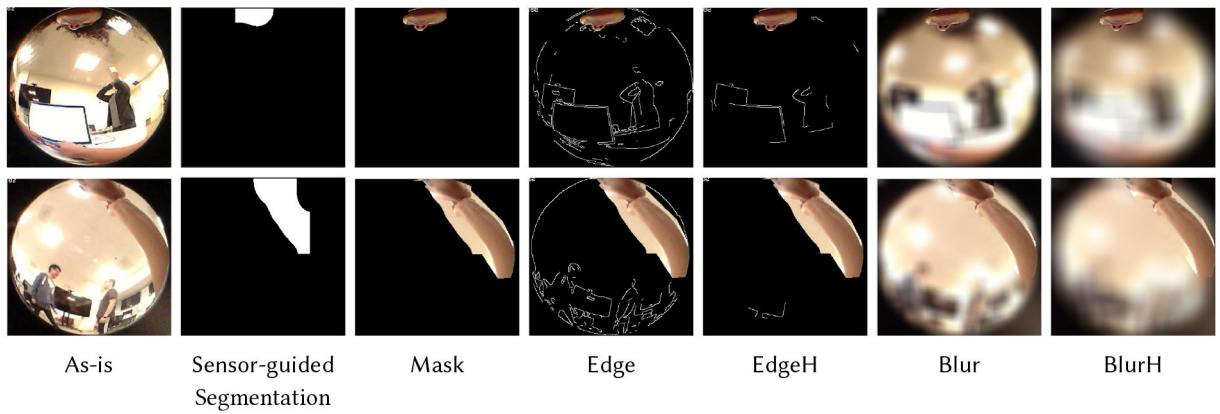 As-is
Sensor-guided
Segmentation
Mask
Edge
EdgeH
Blur
BlurH